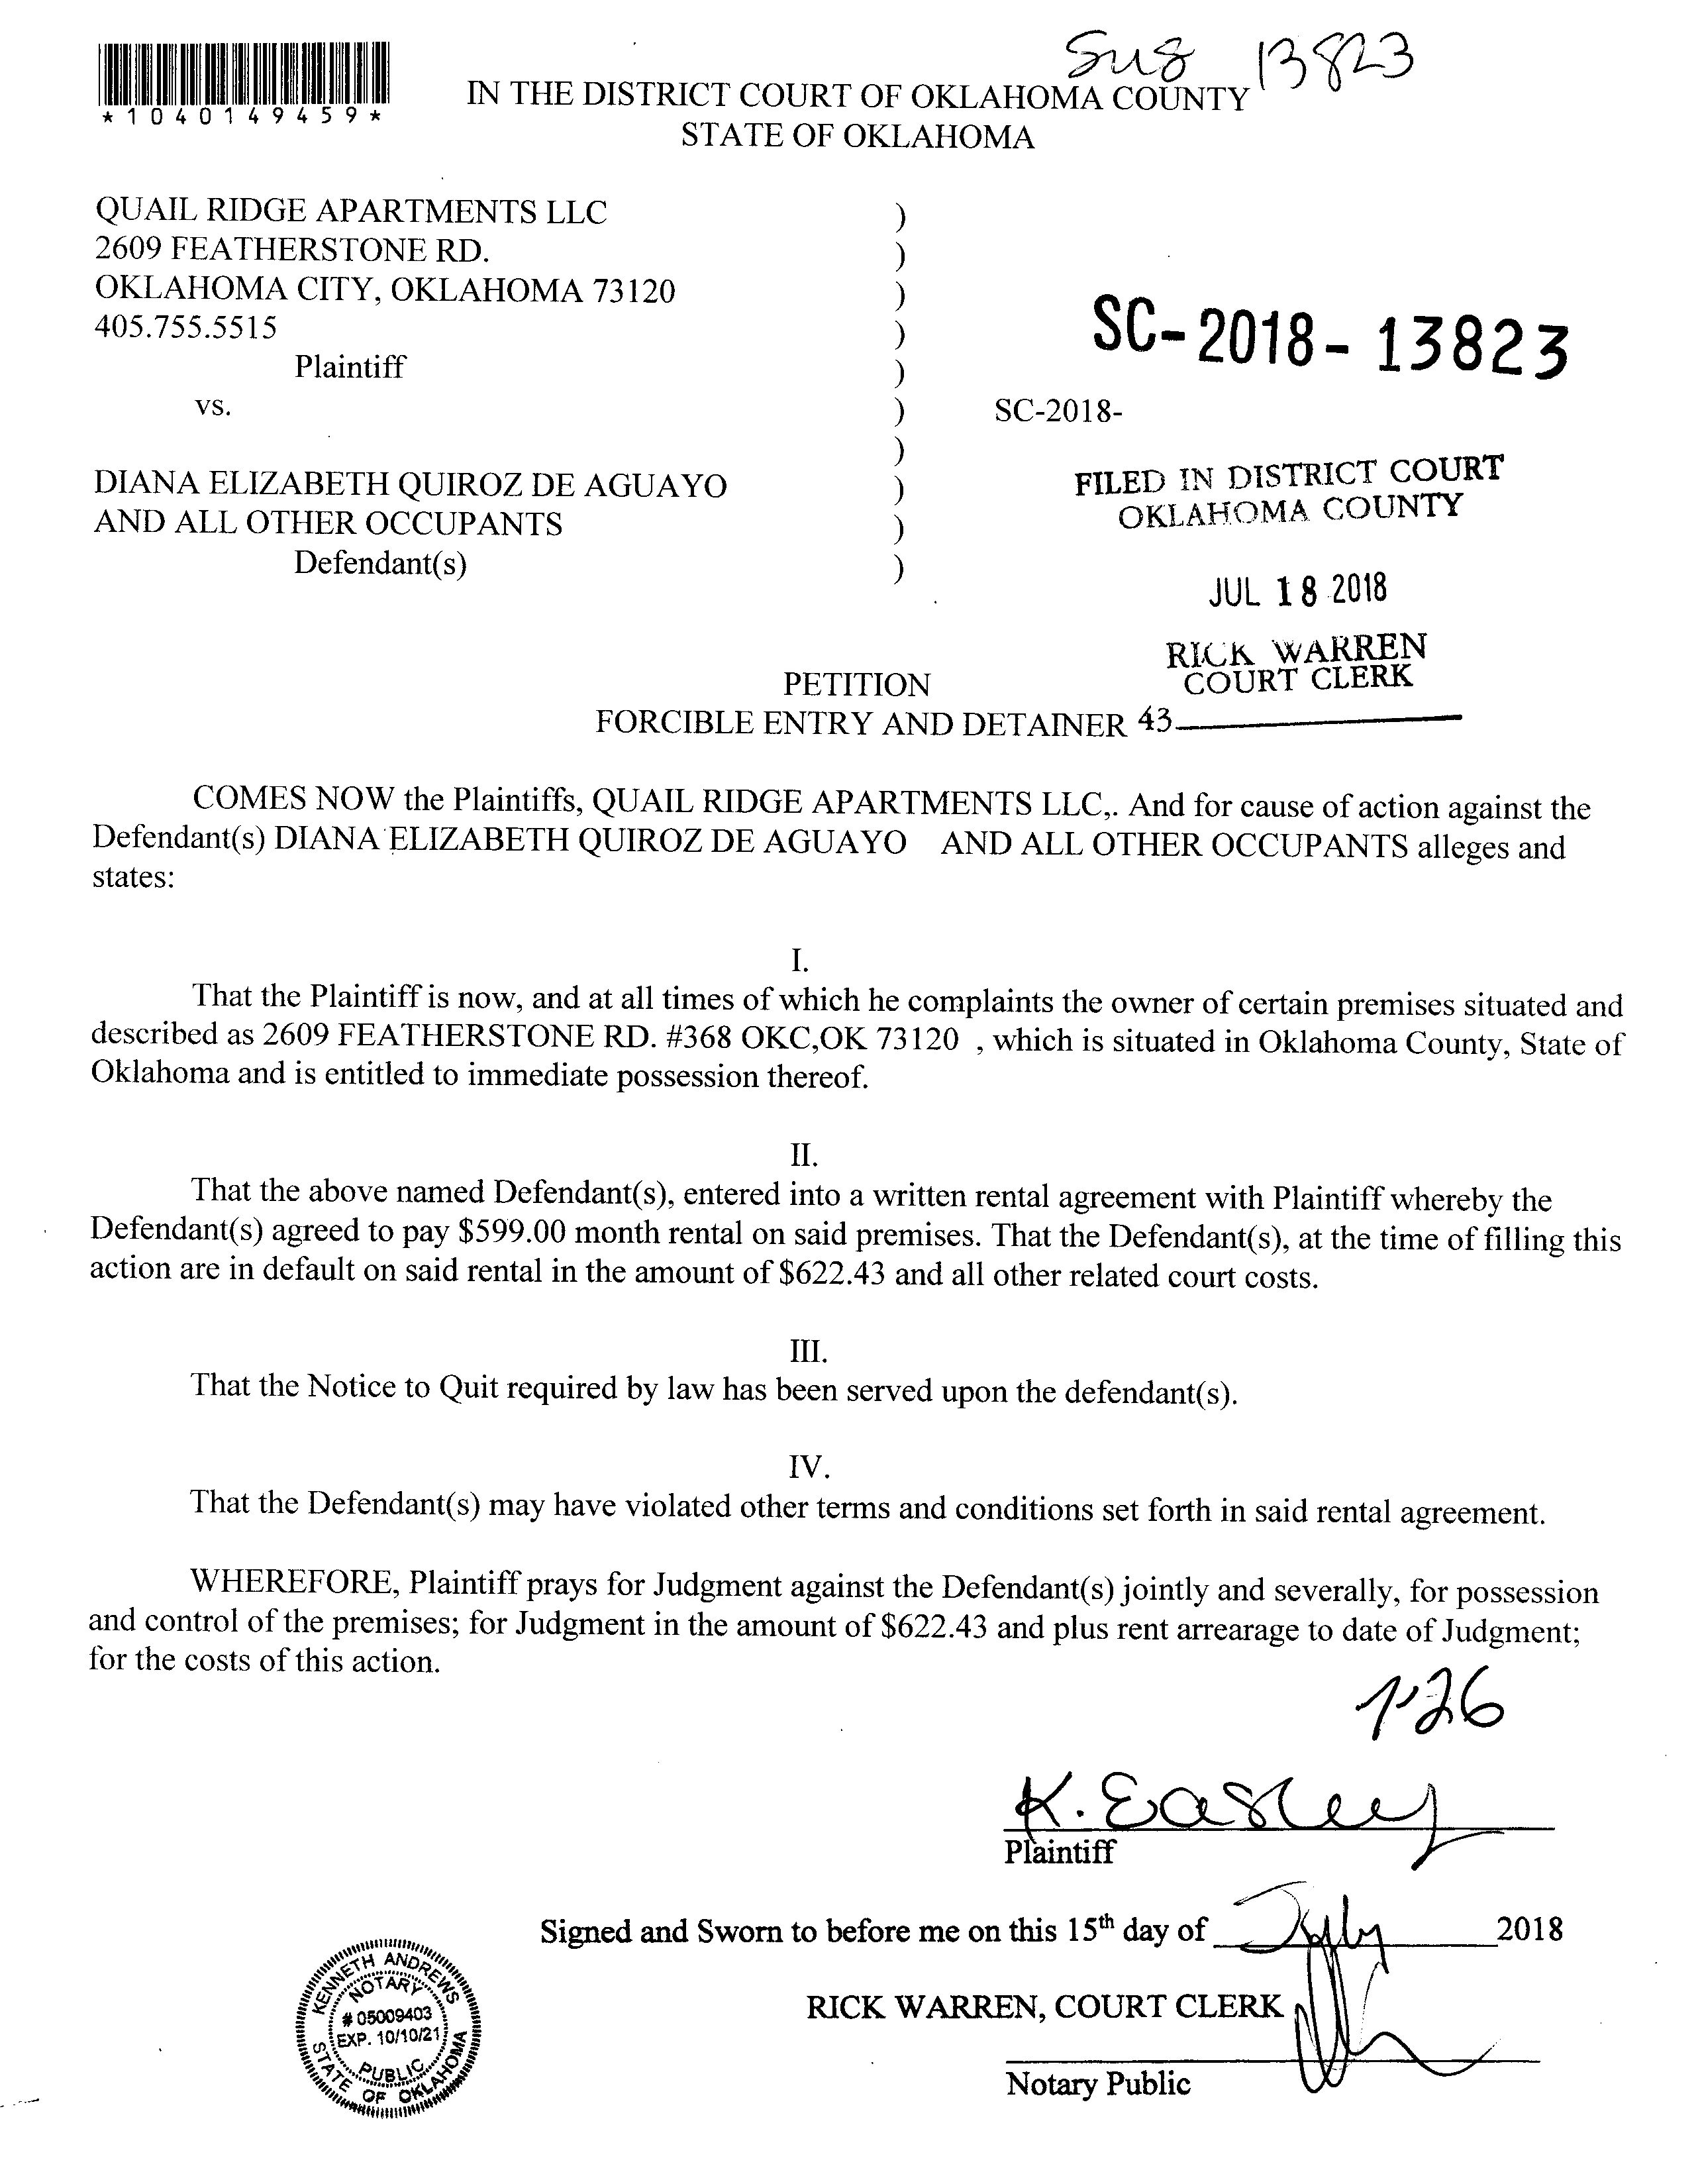 Sug 13823
*1040149459*
IN THE DISTRICT COURT OF OKLAHOMA COUNTY
STATE OF OKLAHOMA
QUAIL RIDGE APARTMENTS LLC )
2609 FEATHERSTONE RD. )
OKLAHOMA CITY, OKLAHOMA 73120 )
405.755.5515 )
Plaintiff )
SC-2018-13823
vs. ) SC-2018-
)
DIANA ELIZABETH QUIROZ DE AGUAYO )
AND ALL OTHER OCCUPANTS )
Defendant(s) )
FILED IN DISTRICT COURT
OKLAHOMA COUNTY
JUL 18 2018
RICK WARREN
COURT CLERK
43
PETITION
FORCIBLE ENTRY AND DETAINER
COMES NOW the Plaintiffs, QUAIL RIDGE APARTMENTS LLC,. And for cause of action against the
Defendant(s) DIANA ELIZABETH QUIROZ DE AGUAYO AND ALL OTHER OCCUPANTS alleges and
states:
I.
That the Plaintiff is now, and at all times of which he complaints the owner of certain premises situated and
described as 2609 FEATHERSTONE RD. #368 OKC,OK 73120 , which is situated in Oklahoma County, State of
Oklahoma and is entitled to immediate possession thereof.
II.
That the above named Defendant(s), entered into a written rental agreement with Plaintiff whereby the
Defendant(s) agreed to pay $599.00 month rental on said premises. That the Defendant(s), at the time of filling this
action are in default on said rental in the amount of $622.43 and all other related court costs.
III.
That the Notice to Quit required by law has been served upon the defendant(s).
IV.
That the Defendant(s) may have violated other terms and conditions set forth in said rental agreement.
WHEREFORE, Plaintiff prays for Judgment against the Defendant(s) jointly and severally, for possession
and control of the premises; for Judgment in the amount of $622.43 and plus rent arrearage to date of Judgment;
for the costs of this action.
K. Easley
Plaintiff
Signed and Sworn to before me on this 15th day of July 2018
RICK WARREN, COURT CLERK
Notary Public
KENNETH ANDREWS
NOTARY
# 05009403
EXP. 10/10/21
PUBLIC
STATE OF OKLAHOMA